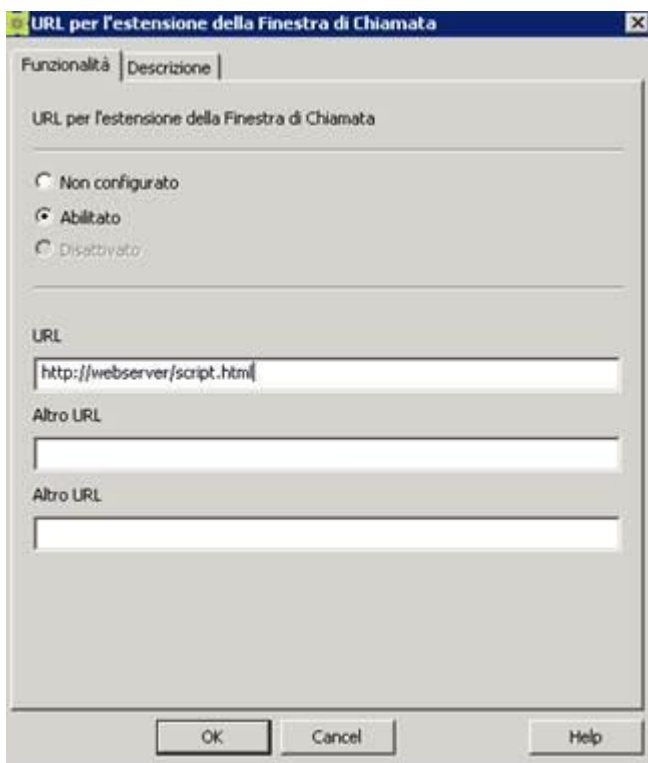 URL per l'estensione della Finestra di Chiamata
Funzionalità Descrizione
URL per l'estensione della Finestra di Chiamata
Non configurato
Abilitato
Disattivato
URL
http://webserver/script.html
Altro URL
Altro URL
OK Cancel Help